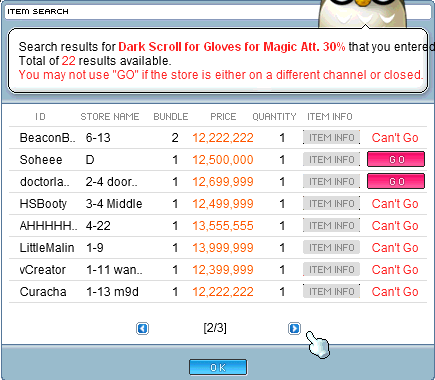 ITEM SEARCH
Search results for Dark Scroll for Gloves for Magic Att. 30% that you entered
Total of 22 results available.
You may not use "GO" if the store is either on a different channel or closed.
ID STORE NAME BUNDLE PRICE QUANTITY ITEM INFO
BeaconB.. 6-13 2 12,222,222 1 ITEM INFO Can't Go
Soheee D 1 12,500,000 1 ITEM INFO GO
doctorla.. 2-4 door.. 1 12,699,999 1 ITEM INFO GO
HSBooty 3-4 Middle 1 12,499,999 1 ITEM INFO Can't Go
AHHHHH.. 4-22 1 13,555,555 1 ITEM INFO Can't Go
LittleMalin 1-9 1 13,999,999 1 ITEM INFO Can't Go
vCreator 1-11 wan.. 1 12,399,999 1 ITEM INFO Can't Go
Curacha 1-13 m9d 1 12,222,222 1 ITEM INFO Can't Go
[2/3]
OK